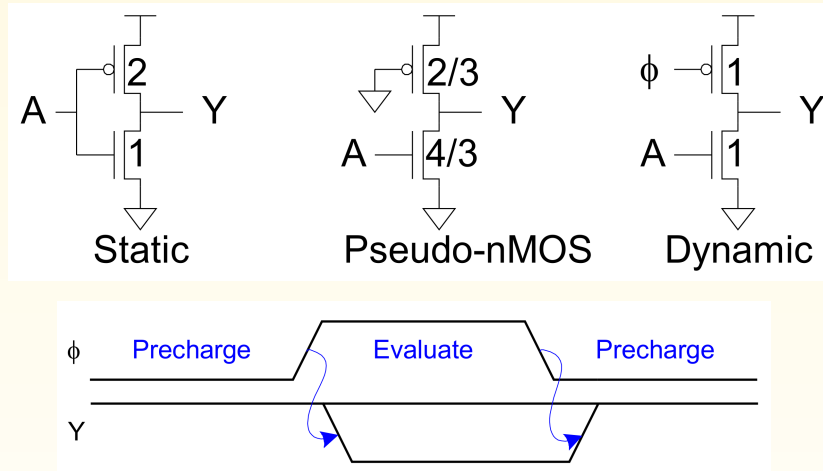 2 2/3 ϕ 1
A Y Y Y
1 A 4/3 A 1
Static Pseudo-nMOS Dynamic
ϕ Precharge Evaluate Precharge
Y